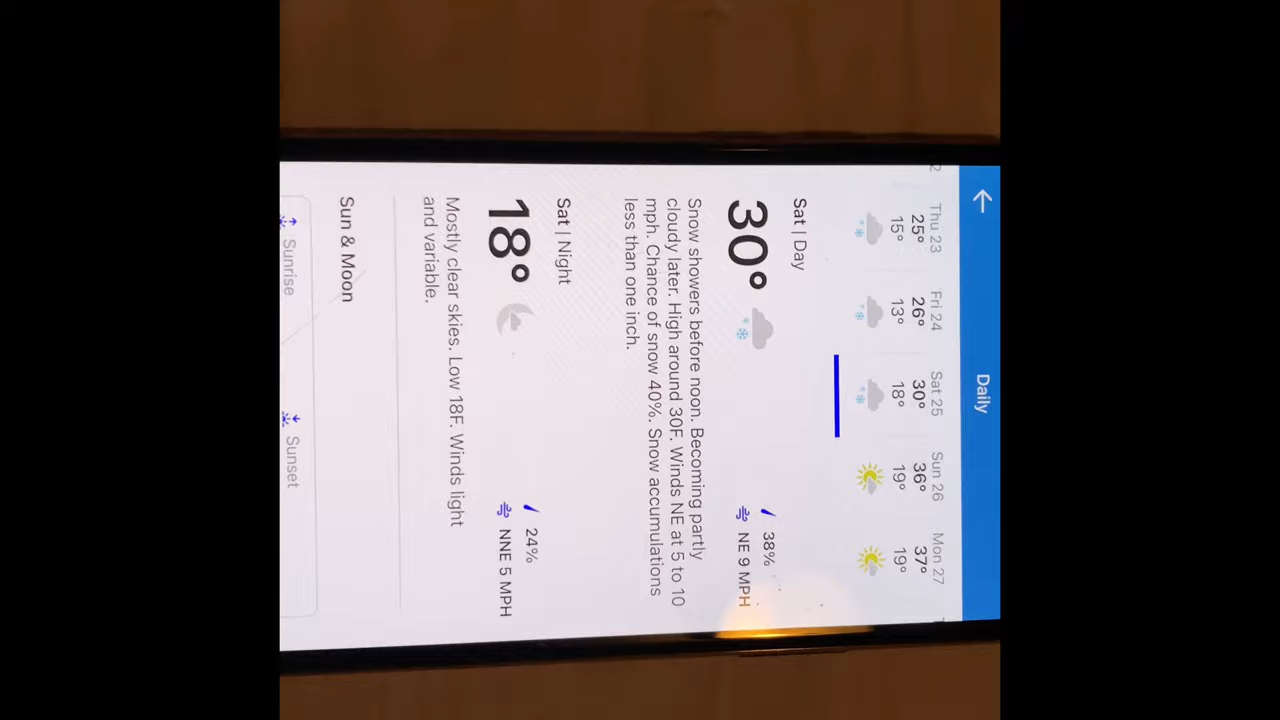 Daily
2
Thu 23
25°
15°
Fri 24
26°
13°
Sat 25
30°
18°
Sun 26
36°
19°
Mon 27
37°
19°
Sat | Day
30°
38%
NE 9 MPH
Snow showers before noon. Becoming partly
cloudy later. High around 30F. Winds NE at 5 to 10
mph. Chance of snow 40%. Snow accumulations
less than one inch.
Sat | Night
18°
24%
NNE 5 MPH
Mostly clear skies. Low 18F. Winds light
and variable.
Sun & Moon
Sunrise
Sunset